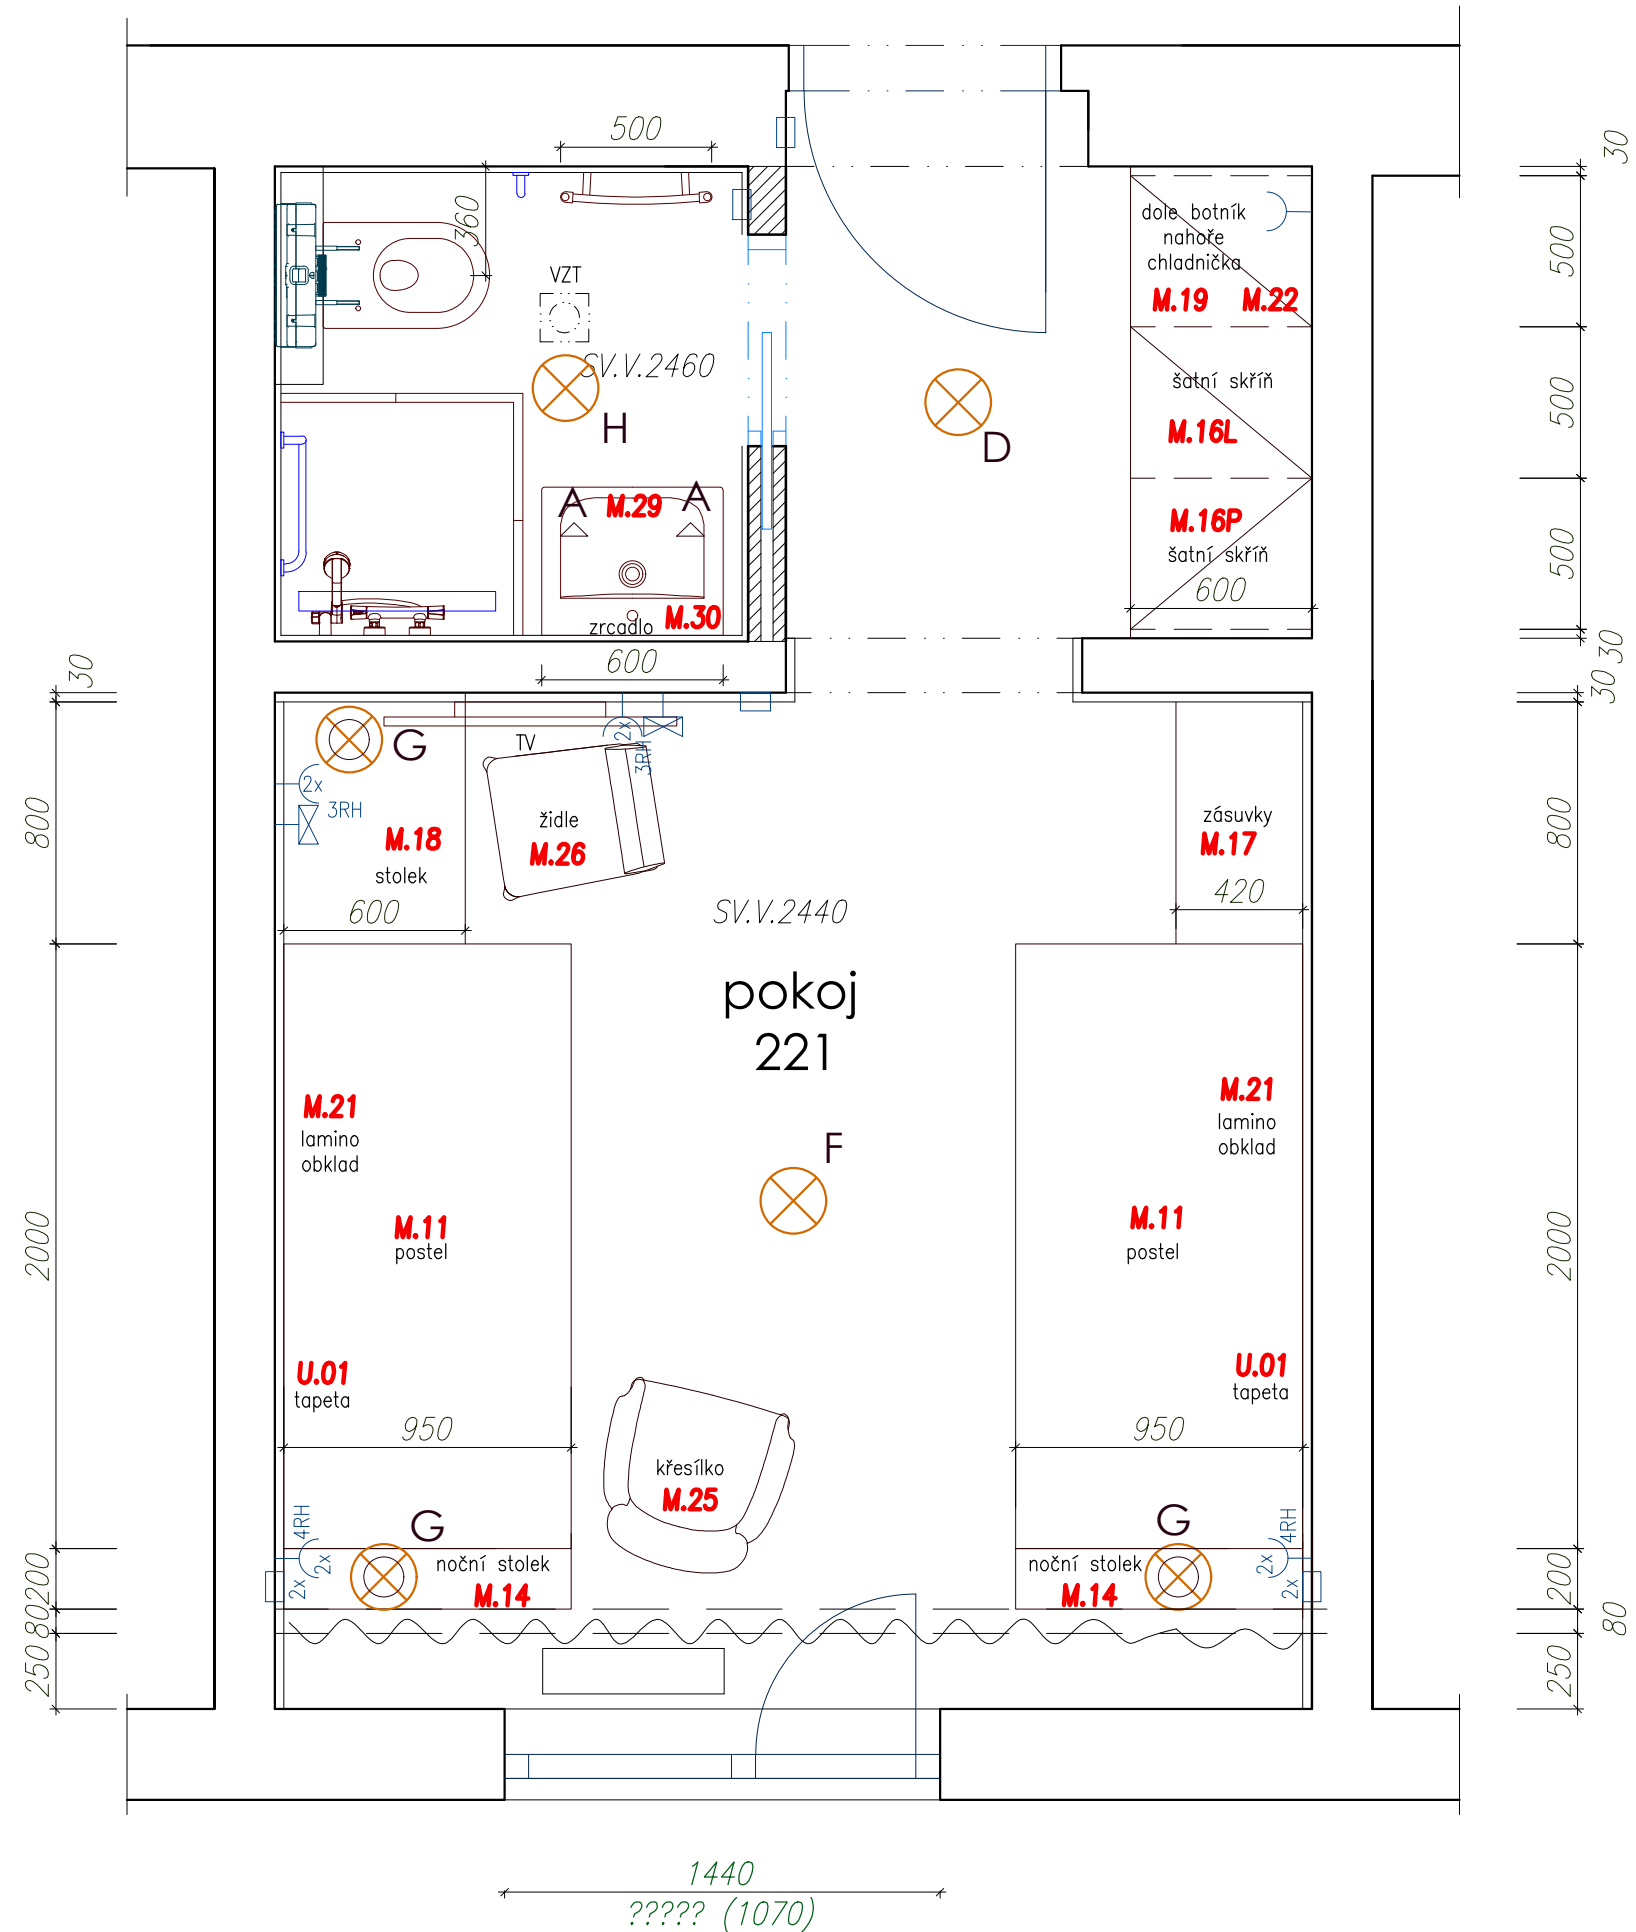 500
30
360
dole botník
nahoře
chladnička
M.19 M.22
500
VZT
SV.V.2460
H
D
šatní skříň
M.16L
500
A M.29 A
M.16P
šatní skříň
500
600
zrcadlo M.30
600
30
30
30
G
TV
2x
3RH
2x
3RH
M.18
stolek
600
židle
M.26
zásuvky
M.17
420
800
800
SV.V.2440
pokoj
221
M.21
lamino
obklad
M.21
lamino
obklad
F
M.11
postel
M.11
postel
2000
2000
U.01
tapeta
U.01
tapeta
950
950
křesílko
M.25
4RH
2x
2x
G
noční stolek
M.14
G
noční stolek
M.14
4RH
2x
2x
200
80
250
200
80
250
1440
????? (1070)